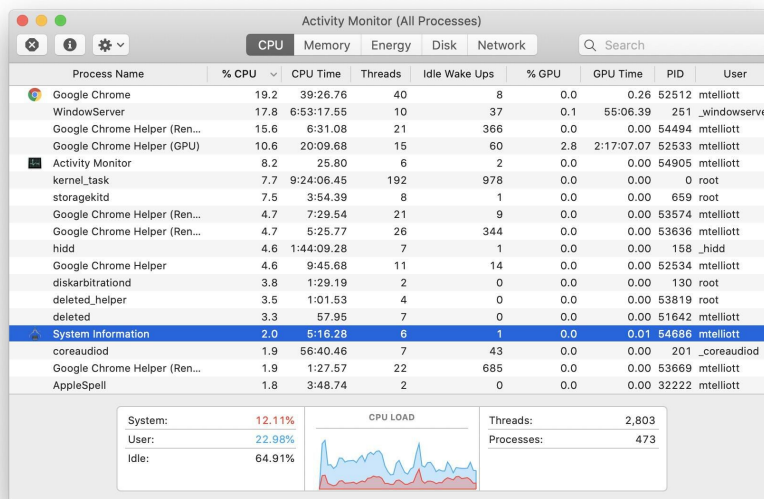 Activity Monitor (All Processes)
CPU Memory Energy Disk Network Search
Process Name % CPU CPU Time Threads Idle Wake Ups % GPU GPU Time PID User
Google Chrome 19.2 39:26.76 40 8 0.0 0.26 52512 mtelliott
WindowServer 17.8 6:53:17.55 10 37 0.1 55:06.39 251 _windowserve
Google Chrome Helper (Ren... 15.6 6:31.08 21 366 0.0 0.00 54494 mtelliott
Google Chrome Helper (GPU) 10.6 20:09.68 15 60 2.8 2:17:07.07 52533 mtelliott
Activity Monitor 8.2 25.80 6 2 0.0 0.00 54905 mtelliott
kernel_task 7.7 9:24:06.45 192 978 0.0 0.00 0 root
storagekitd 7.5 3:54.39 8 1 0.0 0.00 659 root
Google Chrome Helper (Ren... 4.7 7:29.54 21 9 0.0 0.00 53574 mtelliott
Google Chrome Helper (Ren... 4.7 5:25.77 26 344 0.0 0.00 53636 mtelliott
hidd 4.6 1:44:09.28 7 1 0.0 0.00 158 _hidd
Google Chrome Helper 4.6 9:45.68 11 14 0.0 0.00 52534 mtelliott
diskarbitrationd 3.8 1:29.19 2 0 0.0 0.00 130 root
deleted_helper 3.5 1:01.53 4 0 0.0 0.00 53819 root
deleted 3.3 57.95 7 0 0.0 0.00 51642 mtelliott
System Information 2.0 5:16.28 6 1 0.0 0.01 54686 mtelliott
coreaudiod 1.9 56:40.46 7 43 0.0 0.00 201 _coreaudiod
Google Chrome Helper (Ren... 1.9 1:27.57 22 685 0.0 0.00 53669 mtelliott
AppleSpell 1.8 3:48.74 2 0 0.0 0.00 32222 mtelliott
System: 12.11% CPU LOAD Threads: 2,803
User: 22.98% Processes: 473
Idle: 64.91%